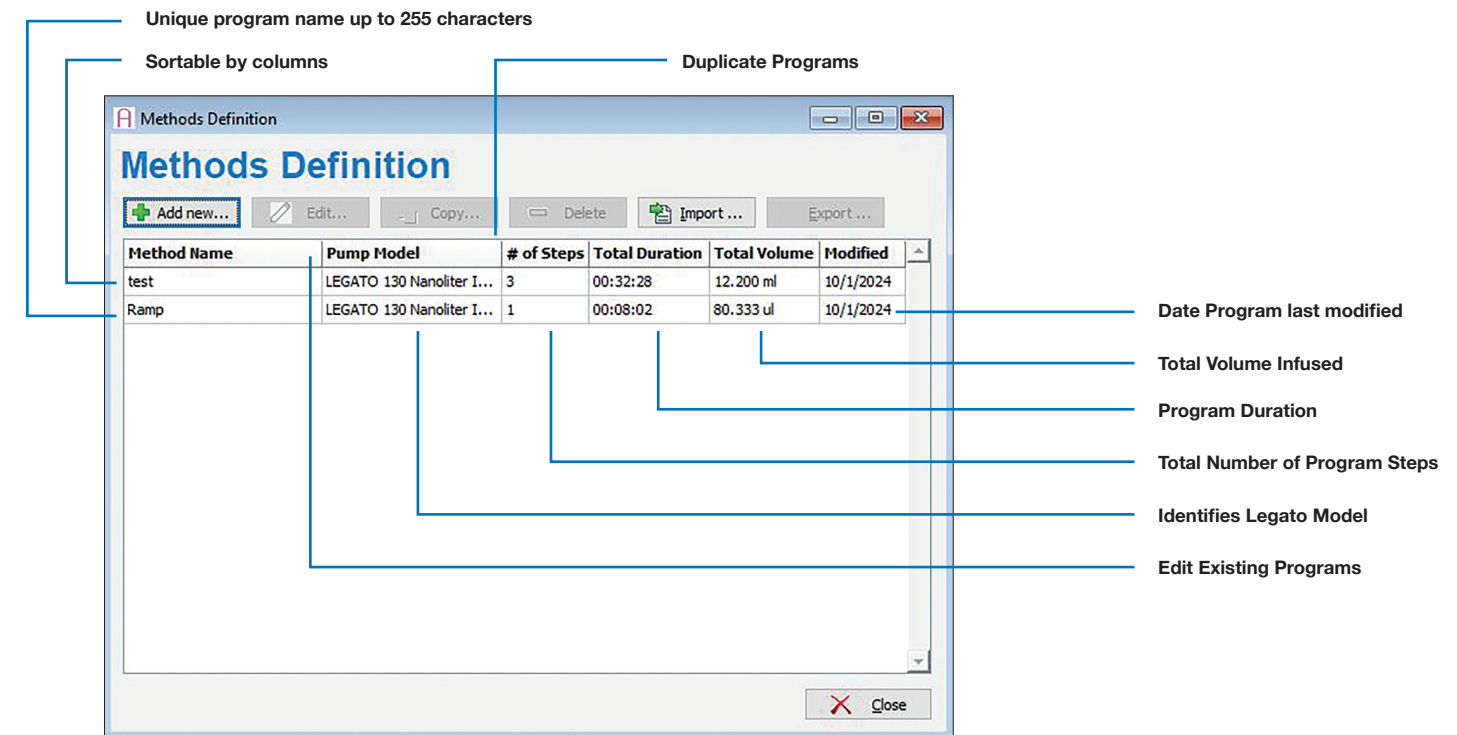 Unique program name up to 255 characters
Sortable by columns
Duplicate Programs
Methods Definition
Methods Definition
Add new...
Edit...
Copy...
Delete
Import ...
Export ...
Method Name Pump Model # of Steps Total Duration Total Volume Modified
test LEGATO 130 Nanoliter I... 3 00:32:28 12.200 ml 10/1/2024
Ramp LEGATO 130 Nanoliter I... 1 00:08:02 80.333 ul 10/1/2024
Date Program last modified
Total Volume Infused
Program Duration
Total Number of Program Steps
Identifies Legato Model
Edit Existing Programs
Close